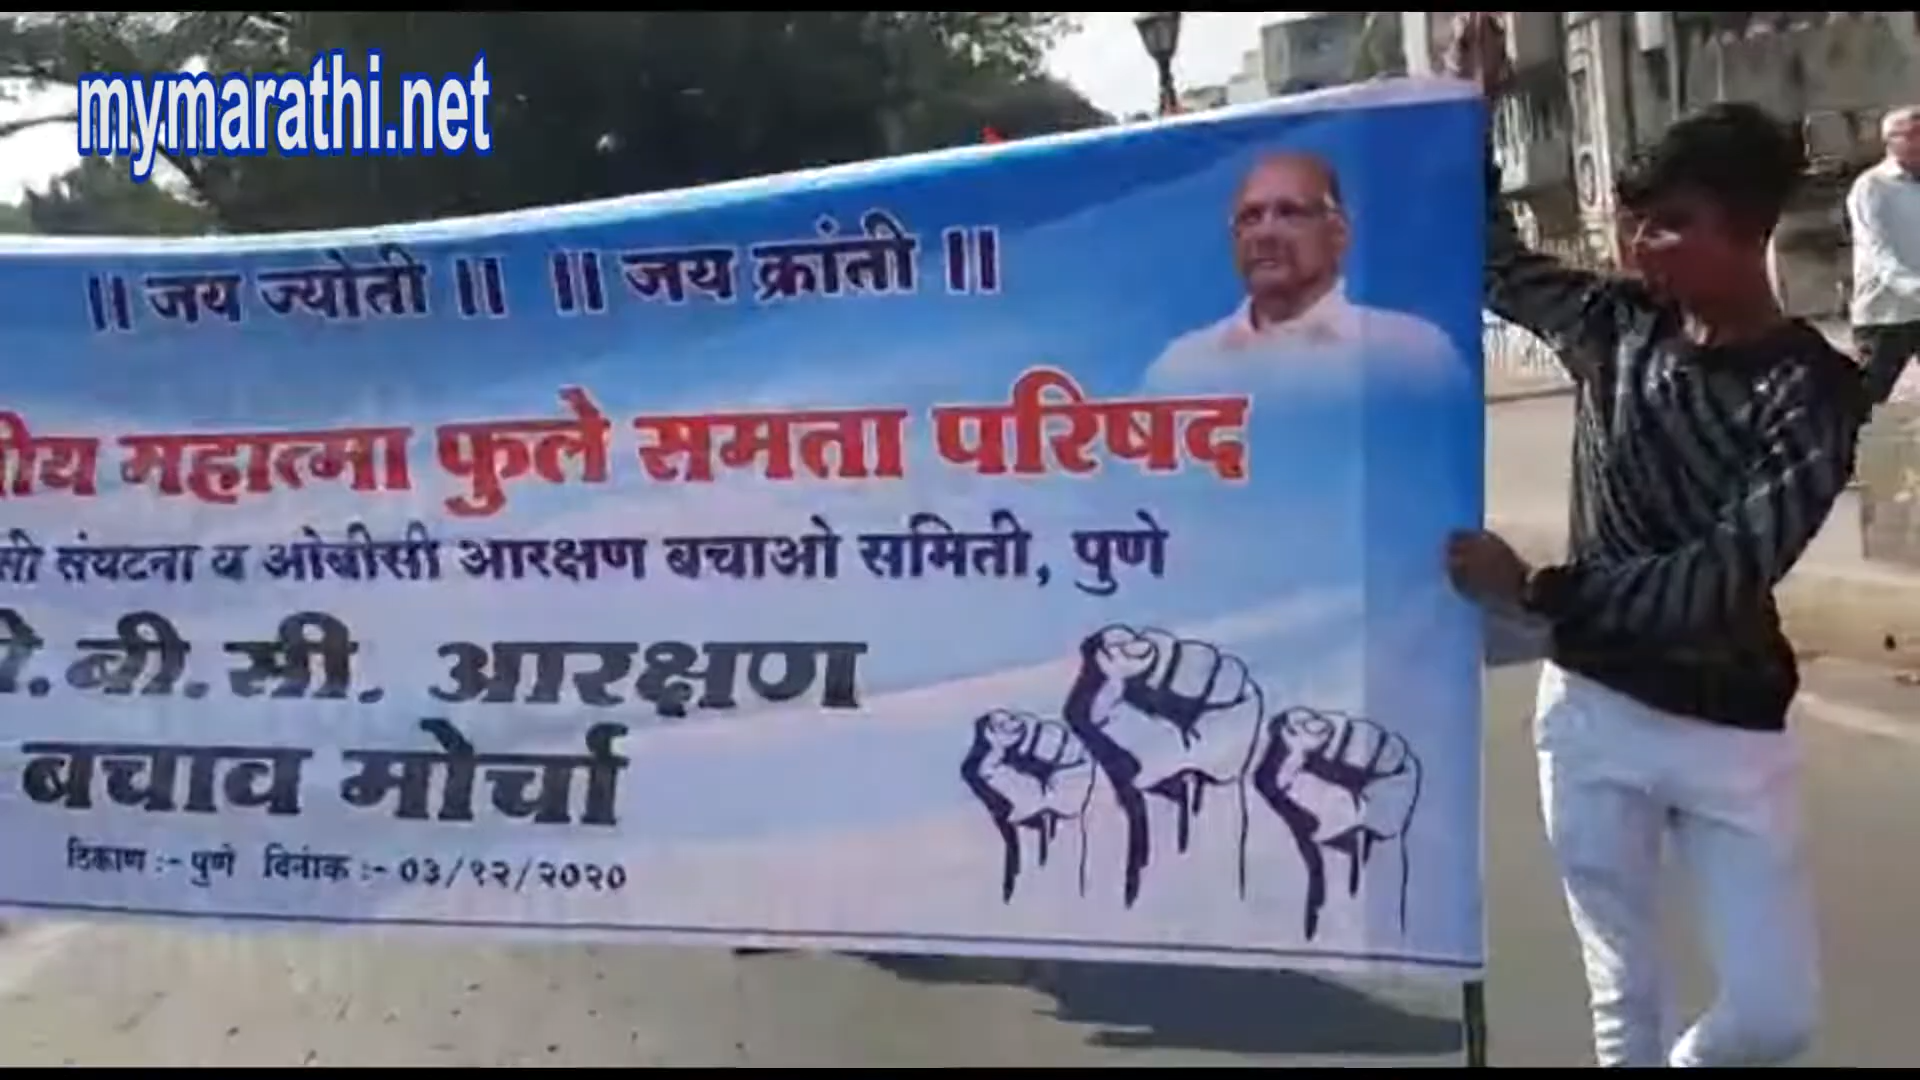 mymarathi.net
|| जय ज्योती || || जय क्रांती ||
महात्मा फुले समता परिषद
संघटना व ओबीसी आरक्षण बचाओ समिती, पुणे
.बी.सी. आरक्षण
बचाव मोर्चा
ठिकाण :- पुणे दिनांक :- ०३/१२/२०२०